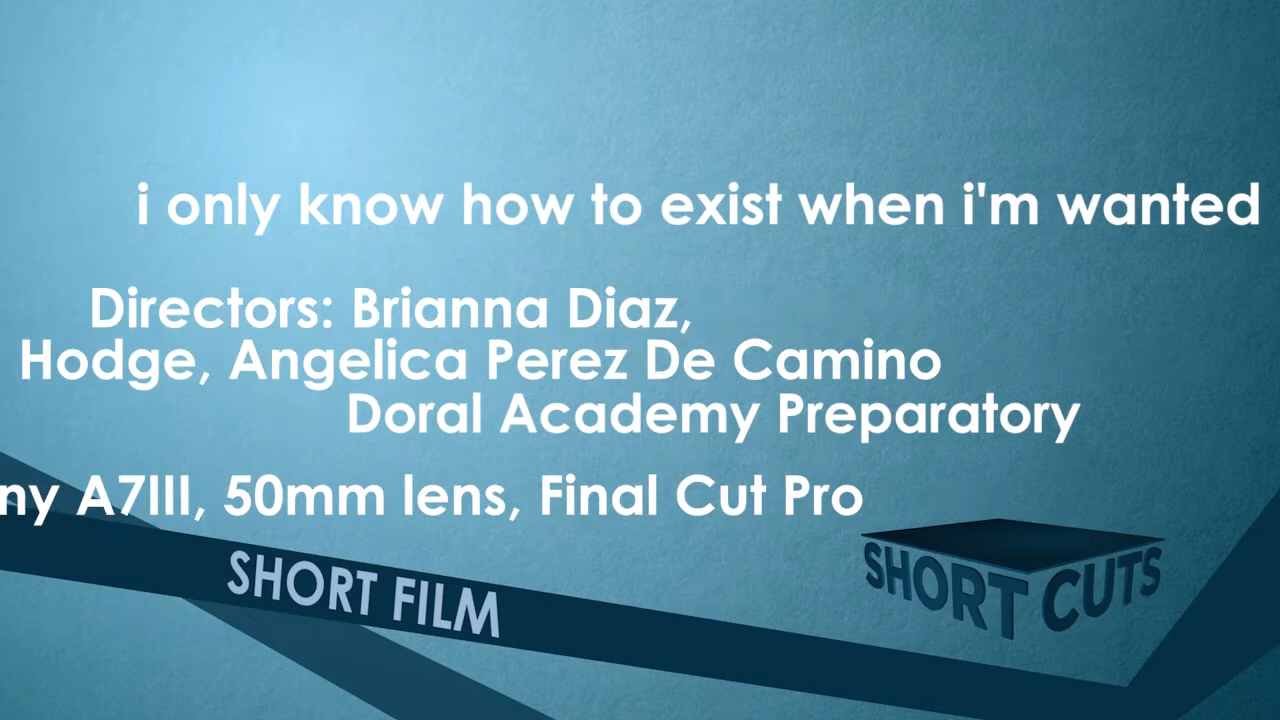 i only know how to exist when i'm wanted
Directors: Brianna Diaz,
Hodge, Angelica Perez De Camino
Doral Academy Preparatory
ny A7III, 50mm lens, Final Cut Pro
SHORT FILM
SHORT CUTS